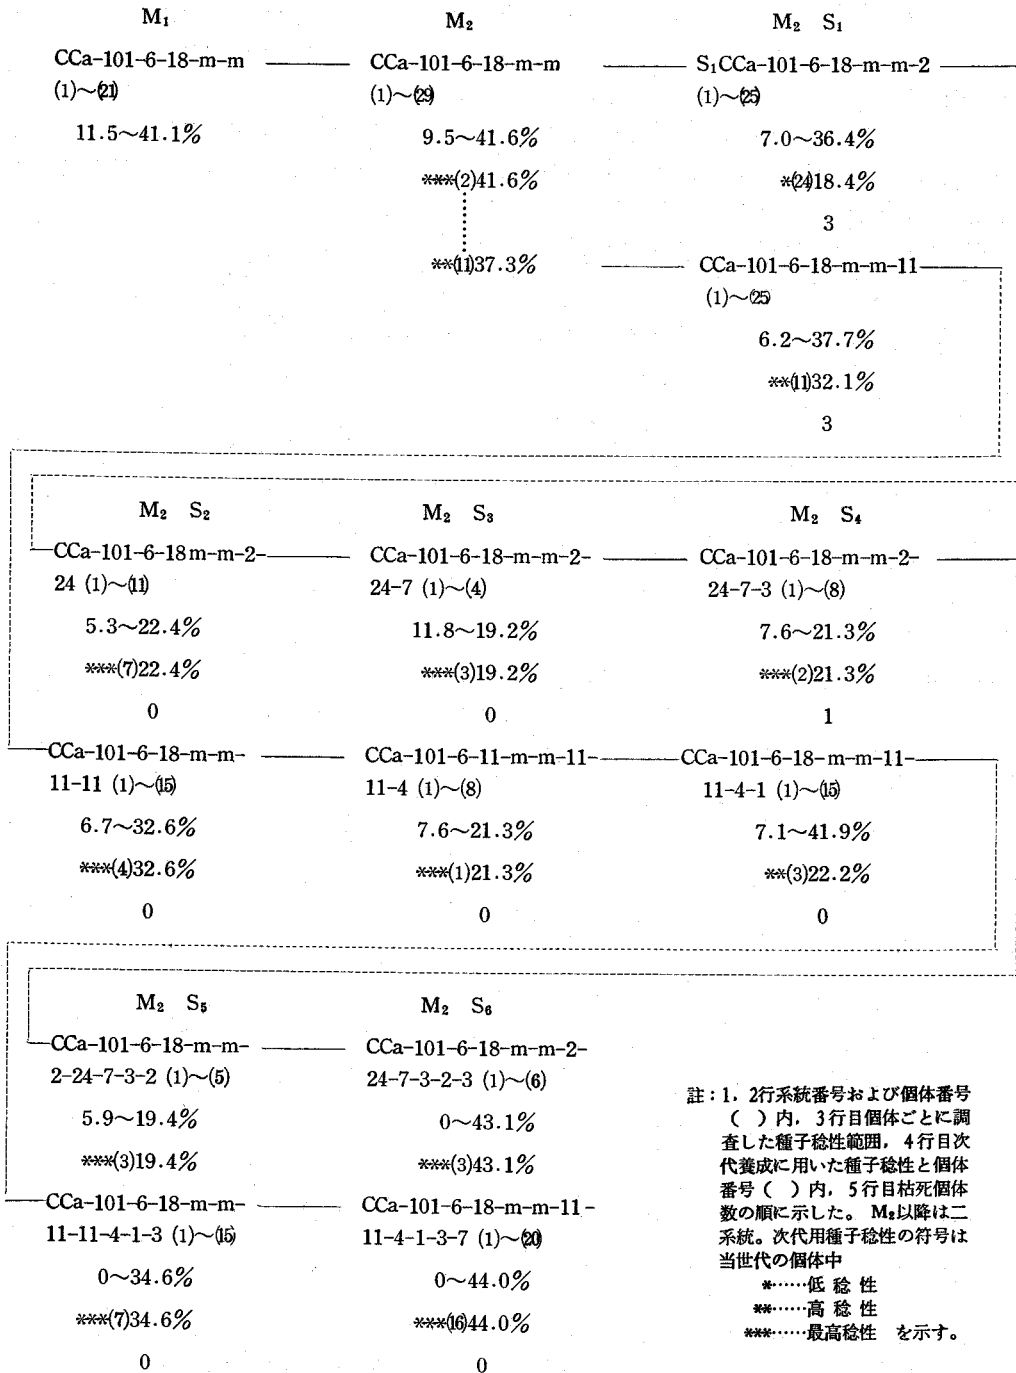 M₁
M₂
M₂ S₁
CCa-101-6-18-m-m
(1)～(21)
11.5～41.1%
CCa-101-6-18-m-m
(1)～(29)
9.5～41.6%
***(2)41.6%
**(11)37.3%
S₁CCa-101-6-18-m-m-2
(1)～(25)
7.0～36.4%
*(24)18.4%
3
CCa-101-6-18-m-m-11
(1)～(25)
6.2～37.7%
**(11)32.1%
3
M₂ S₂
M₂ S₃
M₂ S₄
CCa-101-6-18m-m-2-
24 (1)～(11)
5.3～22.4%
***(7)22.4%
0
CCa-101-6-18-m-m-2-
24-7 (1)～(4)
11.8～19.2%
***(3)19.2%
0
CCa-101-6-18-m-m-2-
24-7-3 (1)～(8)
7.6～21.3%
***(2)21.3%
1
CCa-101-6-18-m-m-
11-11 (1)～(15)
6.7～32.6%
***(4)32.6%
0
CCa-101-6-11-m-m-11-
11-4 (1)～(8)
7.6～21.3%
***(1)21.3%
0
CCa-101-6-18-m-m-11-
11-4-1 (1)～(15)
7.1～41.9%
**(3)22.2%
0
M₂ S₅
M₂ S₆
CCa-101-6-18-m-m-
2-24-7-3-2 (1)～(5)
5.9～19.4%
***(3)19.4%
CCa-101-6-18-m-m-2-
24-7-3-2-3 (1)～(6)
0～43.1%
***(3)43.1%
CCa-101-6-18-m-m-
11-11-4-1-3 (1)～(15)
0～34.6%
***(7)34.6%
0
CCa-101-6-18-m-m-11-
11-4-1-3-7 (1)～(20)
0～44.0%
***(16)44.0%
0
註：1，2行系統番号および個体番号
（ ）内，3行目個体ごとに調
査した種子稔性範囲，4行目次
代養成に用いた種子稔性と個体
番号（ ）内，5行目枯死個体
数の順に示した。 M₂以降は二
系統。次代用種子稔性の符号は
当世代の個体中
*……低 稔 性
**……高 稔 性
***……最高稔性 を示す。